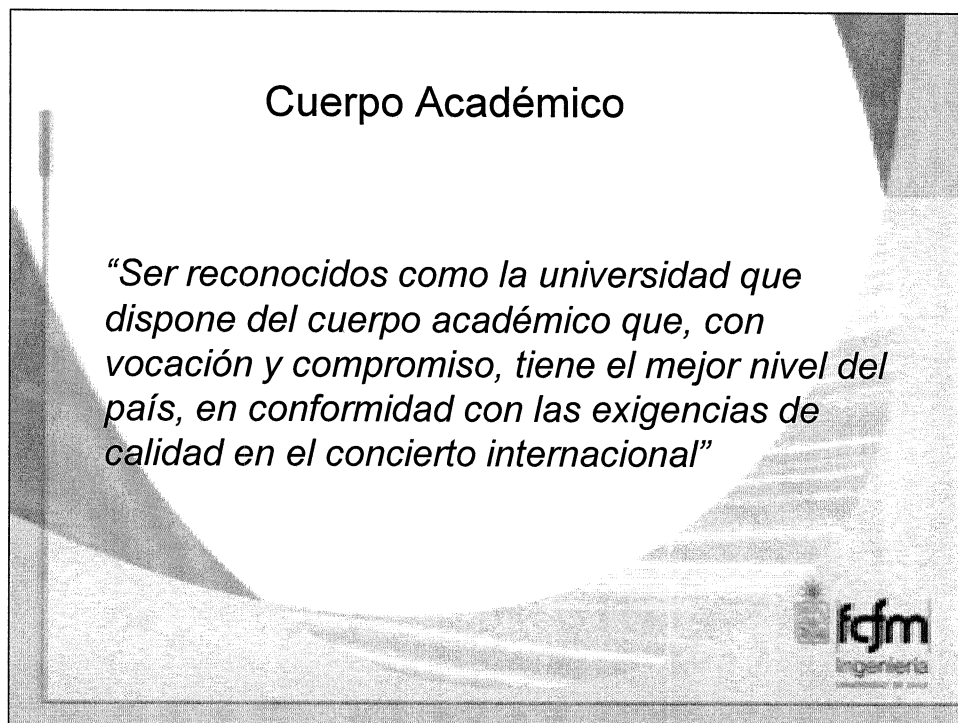 Cuerpo Académico
“Ser reconocidos como la universidad que
dispone del cuerpo académico que, con
vocación y compromiso, tiene el mejor nivel del
país, en conformidad con las exigencias de
calidad en el concierto internacional”
fcfm
Ingeniería